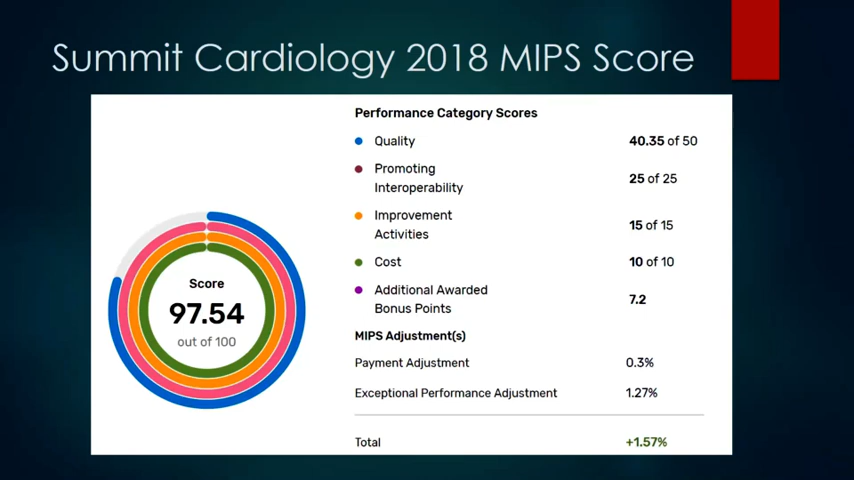 Summit Cardiology 2018 MIPS Score
Performance Category Scores
Quality 40.35 of 50
Promoting
Interoperability 25 of 25
Improvement
Activities 15 of 15
Cost 10 of 10
Additional Awarded
Bonus Points 7.2
MIPS Adjustment(s)
Payment Adjustment 0.3%
Exceptional Performance Adjustment 1.27%
Total +1.57%
Score
97.54
out of 100